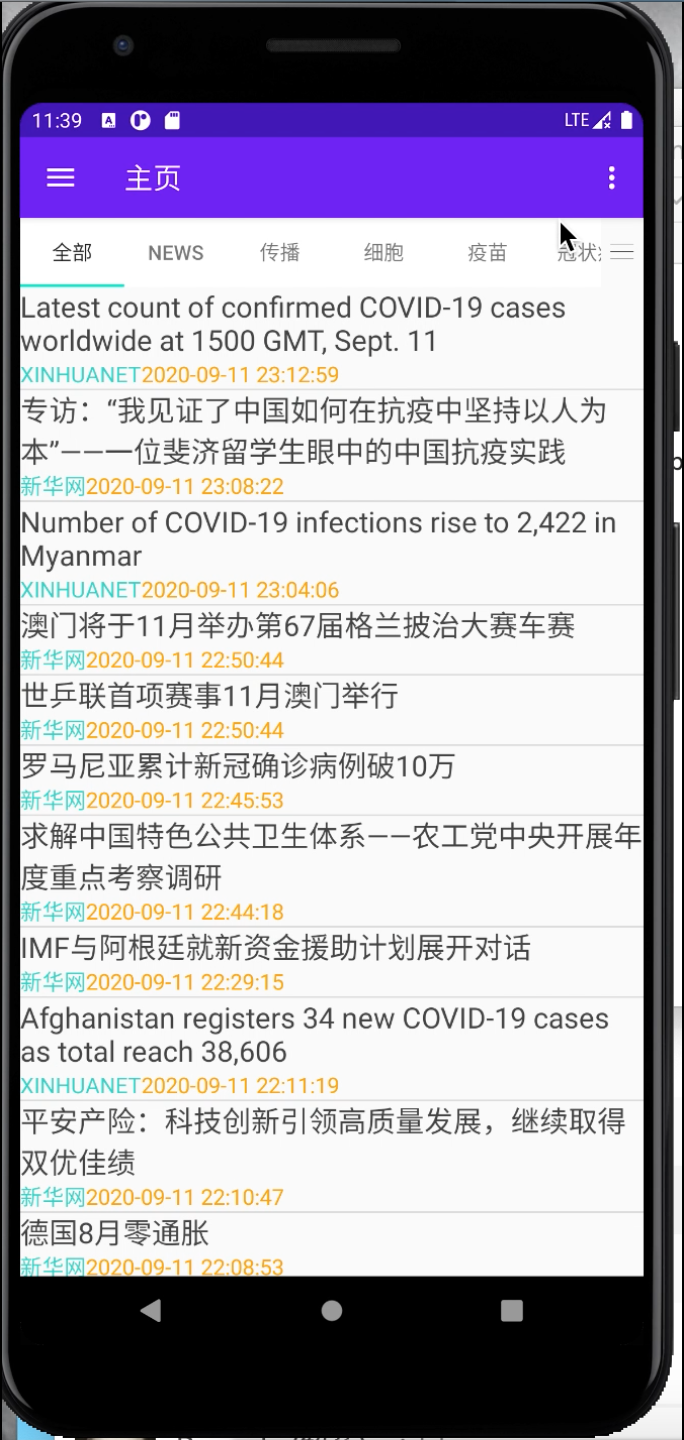 11:39
LTE
主页
全部 NEWS 传播 细胞 疫苗 冠状
Latest count of confirmed COVID-19 cases
worldwide at 1500 GMT, Sept. 11
XINHUANET2020-09-11 23:12:59
专访：“我见证了中国如何在抗疫中坚持以人为
本”——一位斐济留学生眼中的中国抗疫实践
新华网2020-09-11 23:08:22
Number of COVID-19 infections rise to 2,422 in
Myanmar
XINHUANET2020-09-11 23:04:06
澳门将于11月举办第67届格兰披治大赛车赛
新华网2020-09-11 22:50:44
世乒联首项赛事11月澳门举行
新华网2020-09-11 22:50:44
罗马尼亚累计新冠确诊病例破10万
新华网2020-09-11 22:45:53
求解中国特色公共卫生体系——农工党中央开展年
度重点考察调研
新华网2020-09-11 22:44:18
IMF与阿根廷就新资金援助计划展开对话
新华网2020-09-11 22:29:15
Afghanistan registers 34 new COVID-19 cases
as total reach 38,606
XINHUANET2020-09-11 22:11:19
平安产险：科技创新引领高质量发展，继续取得
双优佳绩
新华网2020-09-11 22:10:47
德国8月零通胀
新华网2020-09-11 22:08:53